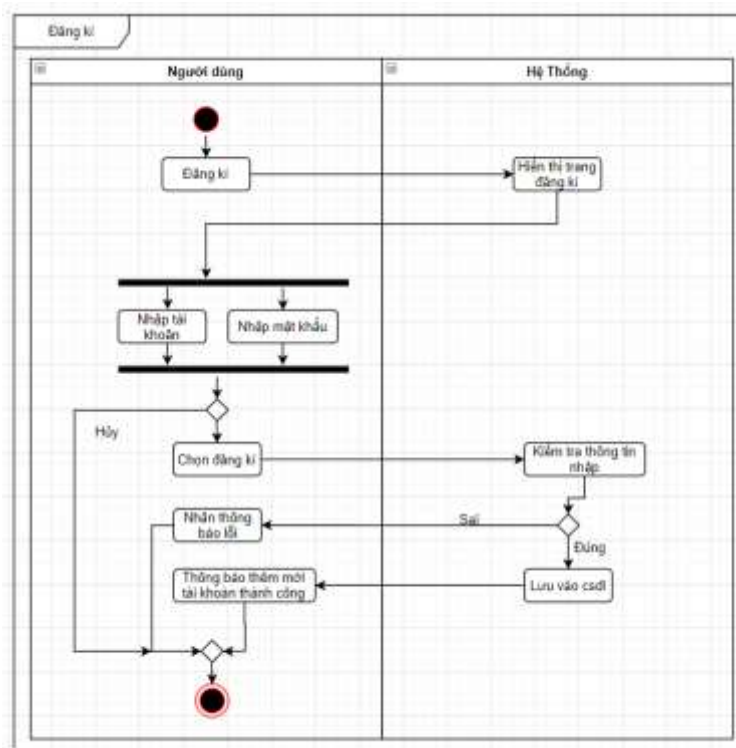 Đăng kí
Người dùng
Hệ Thống
Đăng kí
Hiển thị trang
đăng kí
Nhập tài
khoản
Nhập mật khẩu
Hủy
Chọn đăng kí
Kiểm tra thông tin
nhập
Nhận thông
báo lỗi
Sai
Đúng
Thông báo thêm mới
tài khoản thành công
Lưu vào csdl